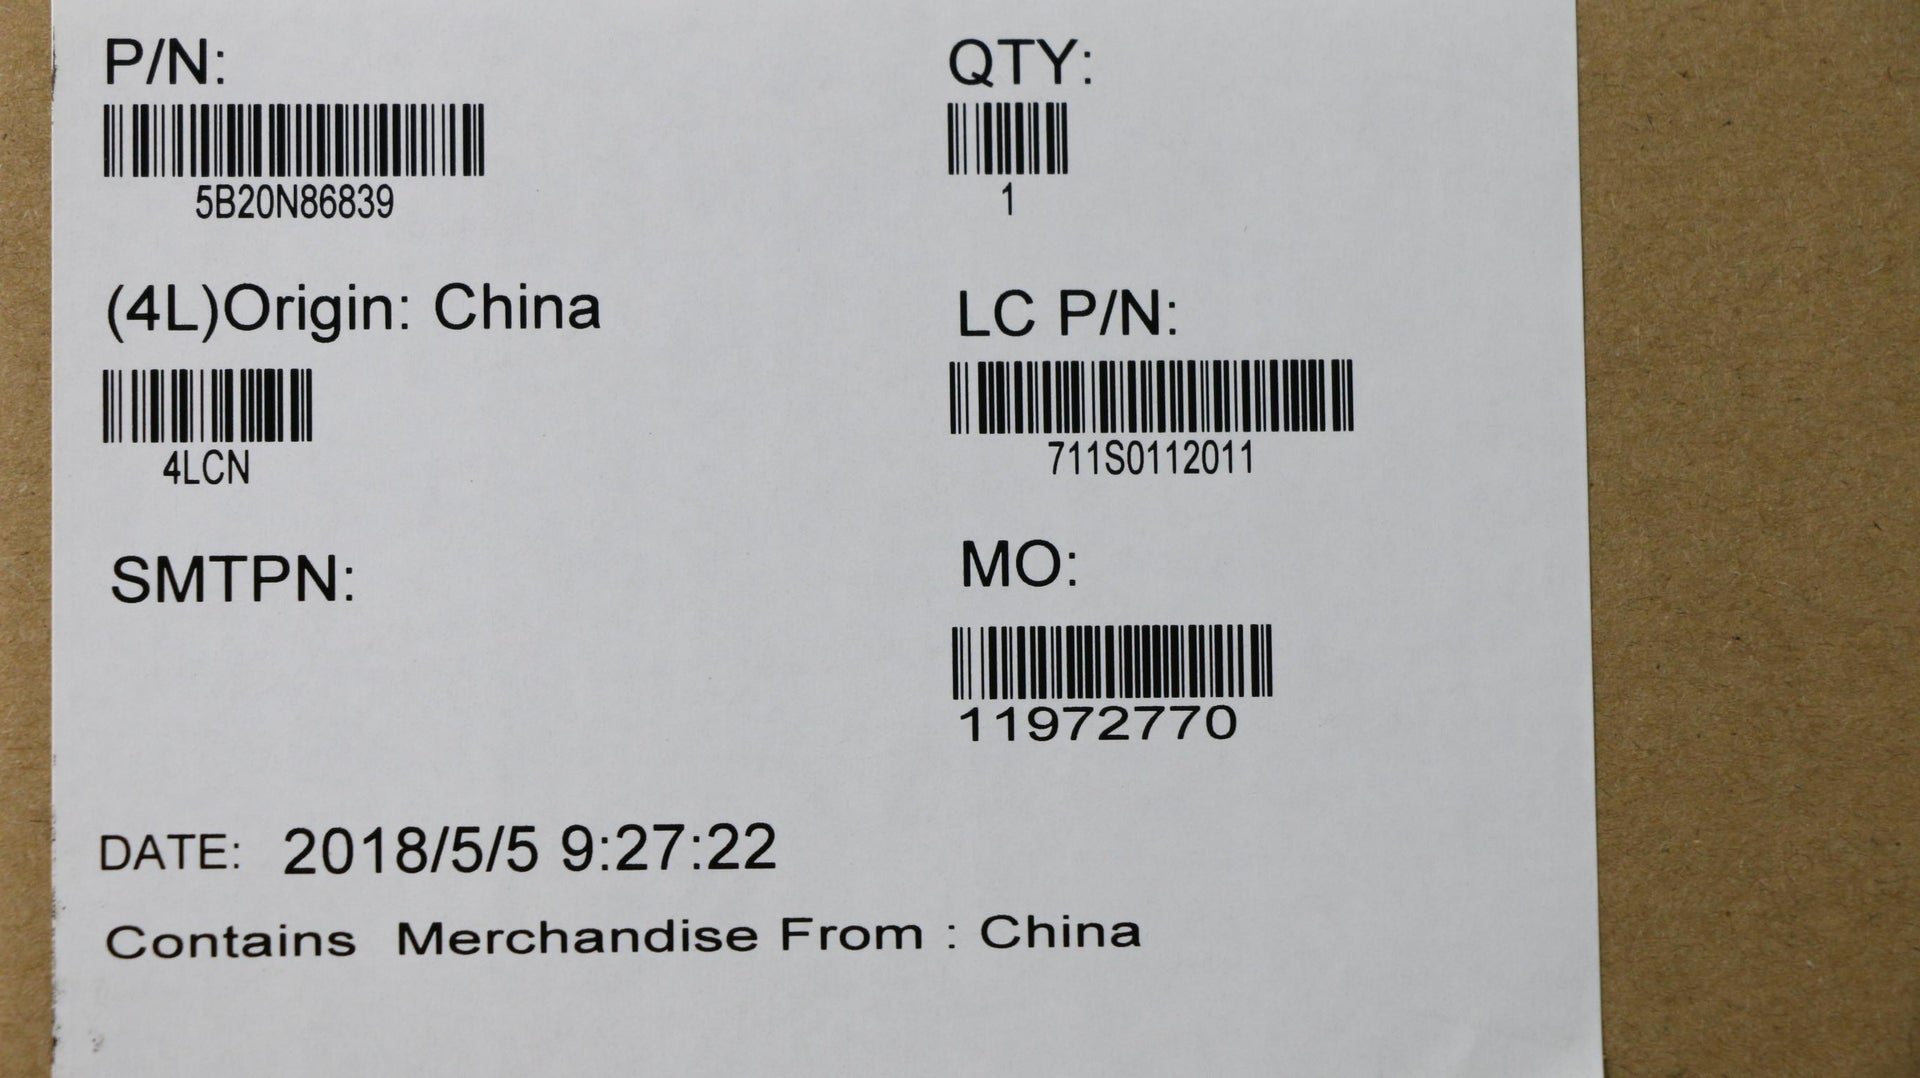 P/N:
5B20N86839
QTY:
1
(4L)Origin: China
4LCN
LC P/N:
711S0112011
SMTPN:
MO:
11972770
DATE: 2018/5/5 9:27:22
Contains Merchandise From : China